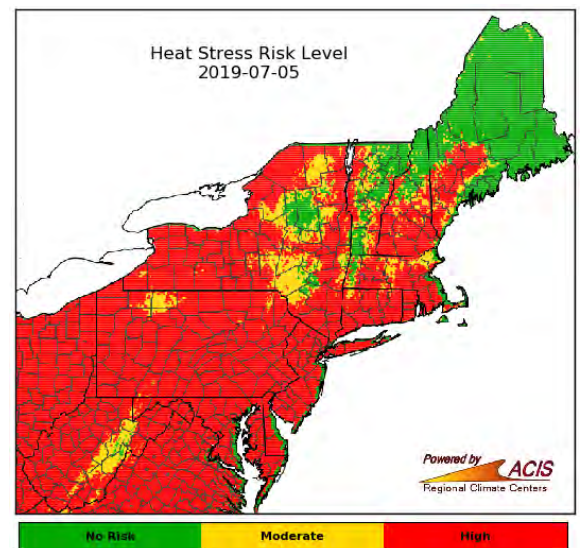 Heat Stress Risk Level
2019-07-05
Powered by
ACIS
Regional Climate Centers
No Risk Moderate High